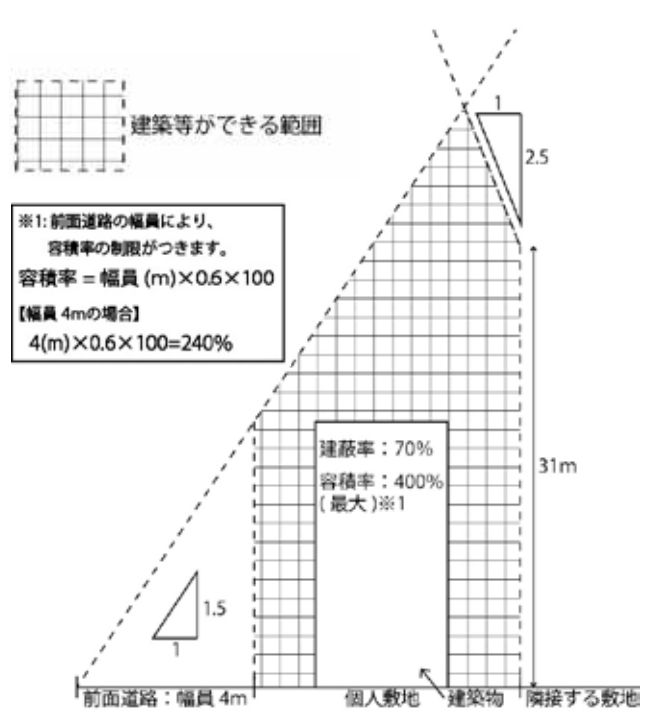 1
2.5
建築等ができる範囲
※1: 前面道路の幅員により、
容積率の制限がつきます。
容積率 = 幅員 (m)×0.6×100
【幅員 4mの場合】
4(m)×0.6×100=240%
建蔽率：70%
容積率：400%
( 最大 )※1
31m
1.5
1
前面道路：幅員 4m
個人敷地
建築物
隣接する敷地